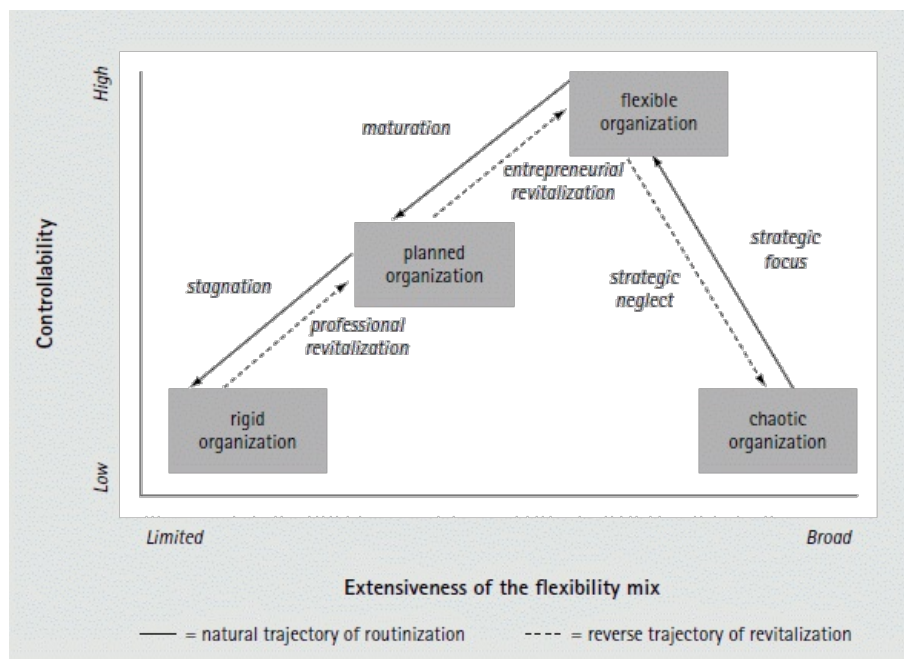 High
flexible
organization
maturation
entrepreneurial
revitalization
Controllability
planned
organization
strategic
focus
stagnation
strategic
neglect
professional
revitalization
rigid
organization
chaotic
organization
Low
Limited
Broad
Extensiveness of the flexibility mix
= natural trajectory of routinization
= reverse trajectory of revitalization